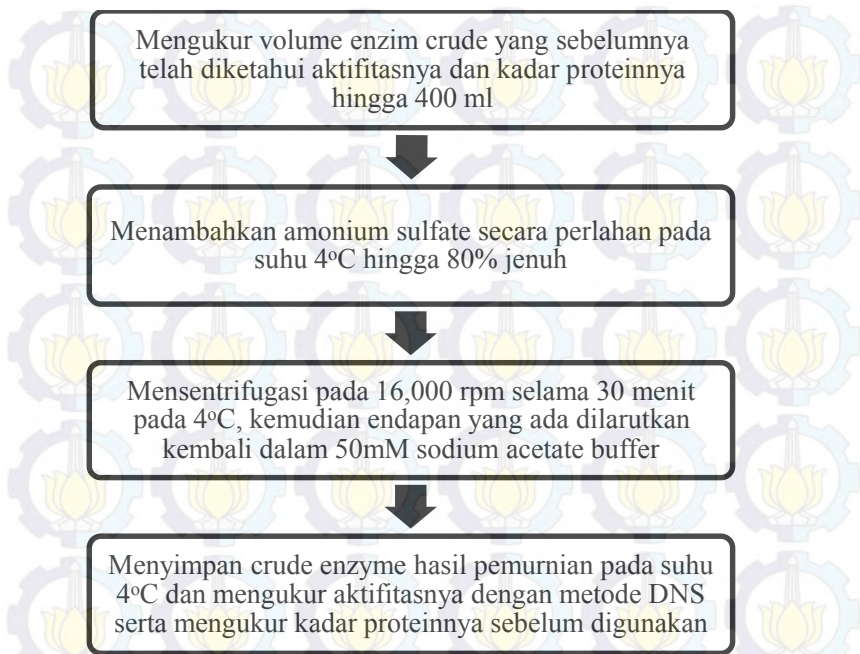 Mengukur volume enzim crude yang sebelumnya
telah diketahui aktifitasnya dan kadar proteinnya
hingga 400 ml
Menambahkan amonium sulfate secara perlahan pada
suhu 4ºC hingga 80% jenuh
Mensentrifugasi pada 16,000 rpm selama 30 menit
pada 4ºC, kemudian endapan yang ada dilarutkan
kembali dalam 50mM sodium acetate buffer
Menyimpan crude enzyme hasil pemurnian pada suhu
4ºC dan mengukur aktifitasnya dengan metode DNS
serta mengukur kadar proteinnya sebelum digunakan